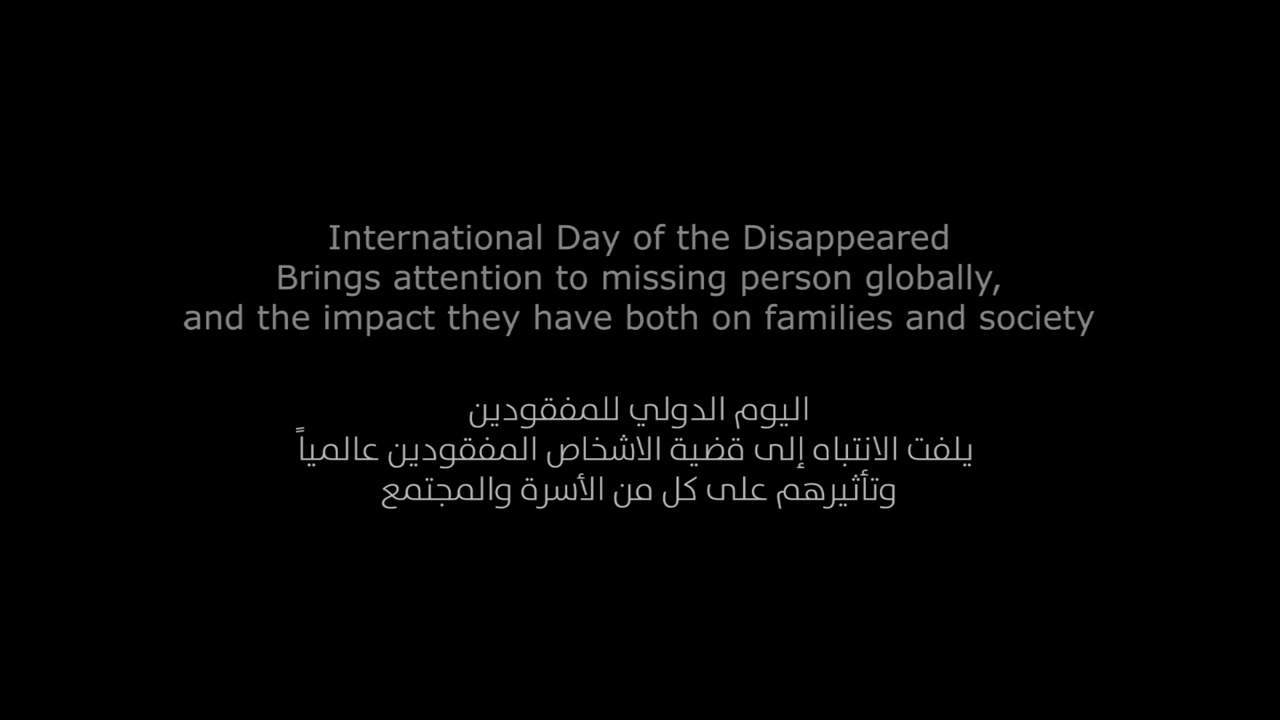 International Day of the Disappeared
Brings attention to missing person globally,
and the impact they have both on families and society
اليوم الدولي للمفقودين
يلفت الانتباه إلى قضية الاشخاص المفقودين عالمياً
وتأثيرهم على كل من الأسرة والمجتمع